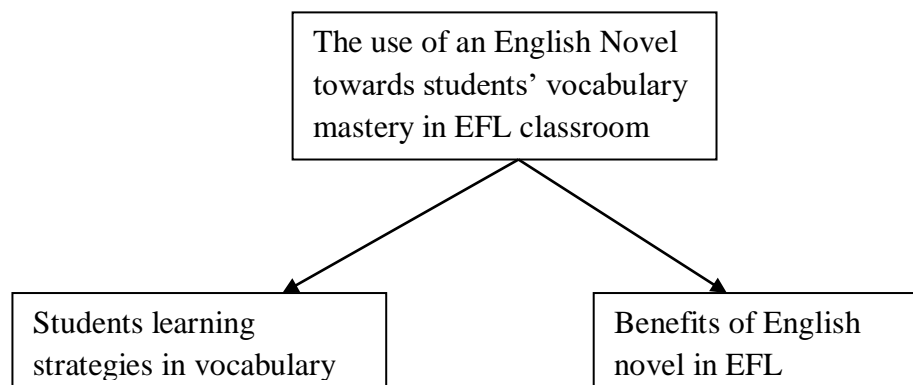 The use of an English Novel
towards students’ vocabulary
mastery in EFL classroom
Students learning
strategies in vocabulary
Benefits of English
novel in EFL